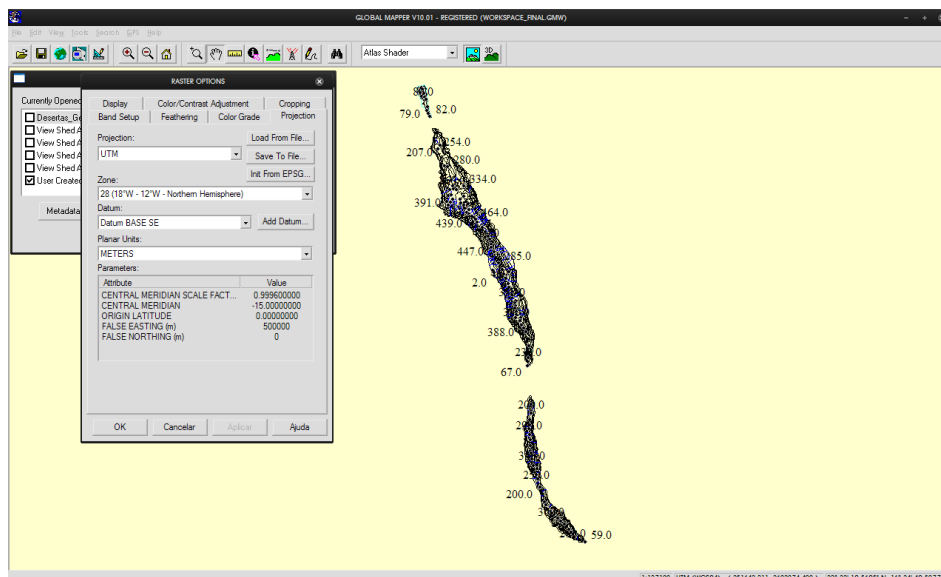 GLOBAL MAPPER V10.01 - REGISTERED (WORKSPACE_FINAL.GMW)
File Edit View Tools Search GPS Help
Atlas Shader
3D
RASTER OPTIONS
Currently Opened
Desertas_Ge
View Shed A
View Shed A
View Shed A
View Shed A
User Created
Metadata
Display Color/Contrast Adjustment Cropping
Band Setup Feathering Color Grade Projection
Projection:
Load From File...
UTM
Save To File...
Init From EPSG...
Zone:
28 (18°W - 12°W - Northern Hemisphere)
Datum:
Datum BASE SE
Add Datum...
Planar Units:
METERS
Parameters:
Attribute Value
CENTRAL MERIDIAN SCALE FACT... 0.999600000
CENTRAL MERIDIAN -15.00000000
ORIGIN LATITUDE 0.00000000
FALSE EASTING (m) 500000
FALSE NORTHING (m) 0
OK Cancelar Aplicar Ajuda
79.0
82.0
254.0
207.0
280.0
334.0
391.0
439.0
447.0
2.0
388.0
67.0
200.0
59.0